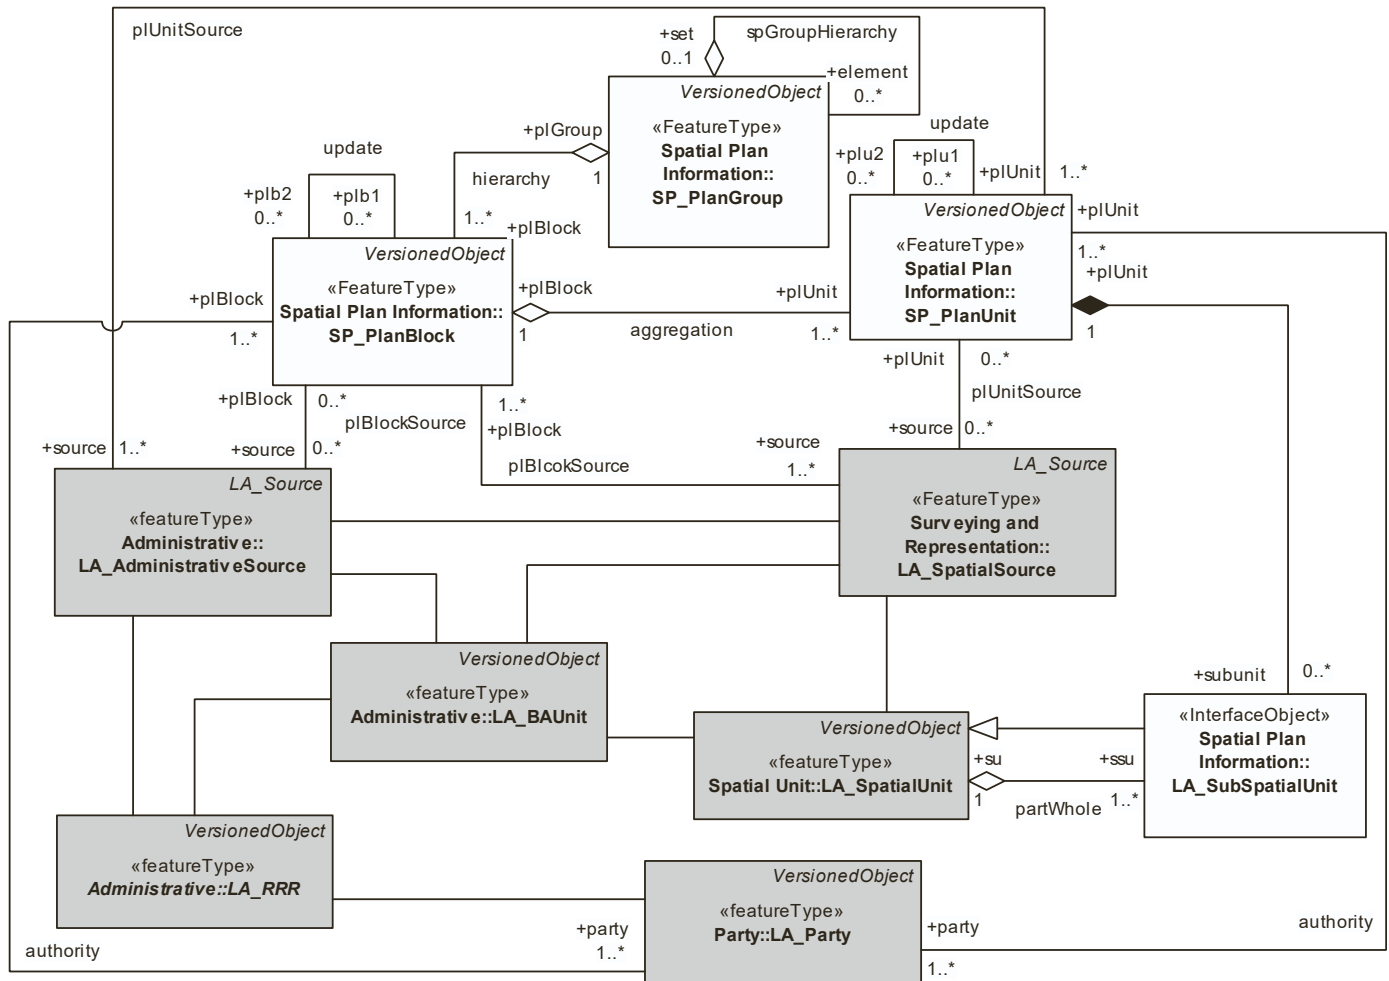 plUnitSource
+set
spGroupHierarchy
0..1
+element
0..*
VersionedObject
«FeatureType»
Spatial Plan
Information::
SP_PlanGroup
+plGroup
1
hierarchy
1..*
+plBlock
update
+plb2
0..*
+plb1
0..*
update
+plu2
0..*
+plu1
0..*
+plUnit
1..*
VersionedObject
«FeatureType»
Spatial Plan
Information::
SP_PlanUnit
+plUnit
1..*
+plUnit
1
VersionedObject
«FeatureType»
Spatial Plan Information::
SP_PlanBlock
+plBlock
1..*
+plBlock
1
aggregation
+plUnit
1..*
+plUnit
0..*
plUnitSource
+source
0..*
+plBlock
0..*
plBlockSource
1..*
+plBlock
plBlcokSource
+source
1..*
+source
1..*
+source
0..*
LA_Source
«featureType»
Administrative::
LA_AdministrativeSource
LA_Source
«FeatureType»
Surveying and
Representation::
LA_SpatialSource
VersionedObject
«featureType»
Administrative::LA_BAUnit
+subunit
0..*
«InterfaceObject»
Spatial Plan
Information::
LA_SubSpatialUnit
VersionedObject
«featureType»
Spatial Unit::LA_SpatialUnit
+su
1
+ssu
1..*
partWhole
VersionedObject
«featureType»
Administrative::LA_RRR
VersionedObject
«featureType»
Party::LA_Party
+party
1..*
authority
+party
1..*
authority